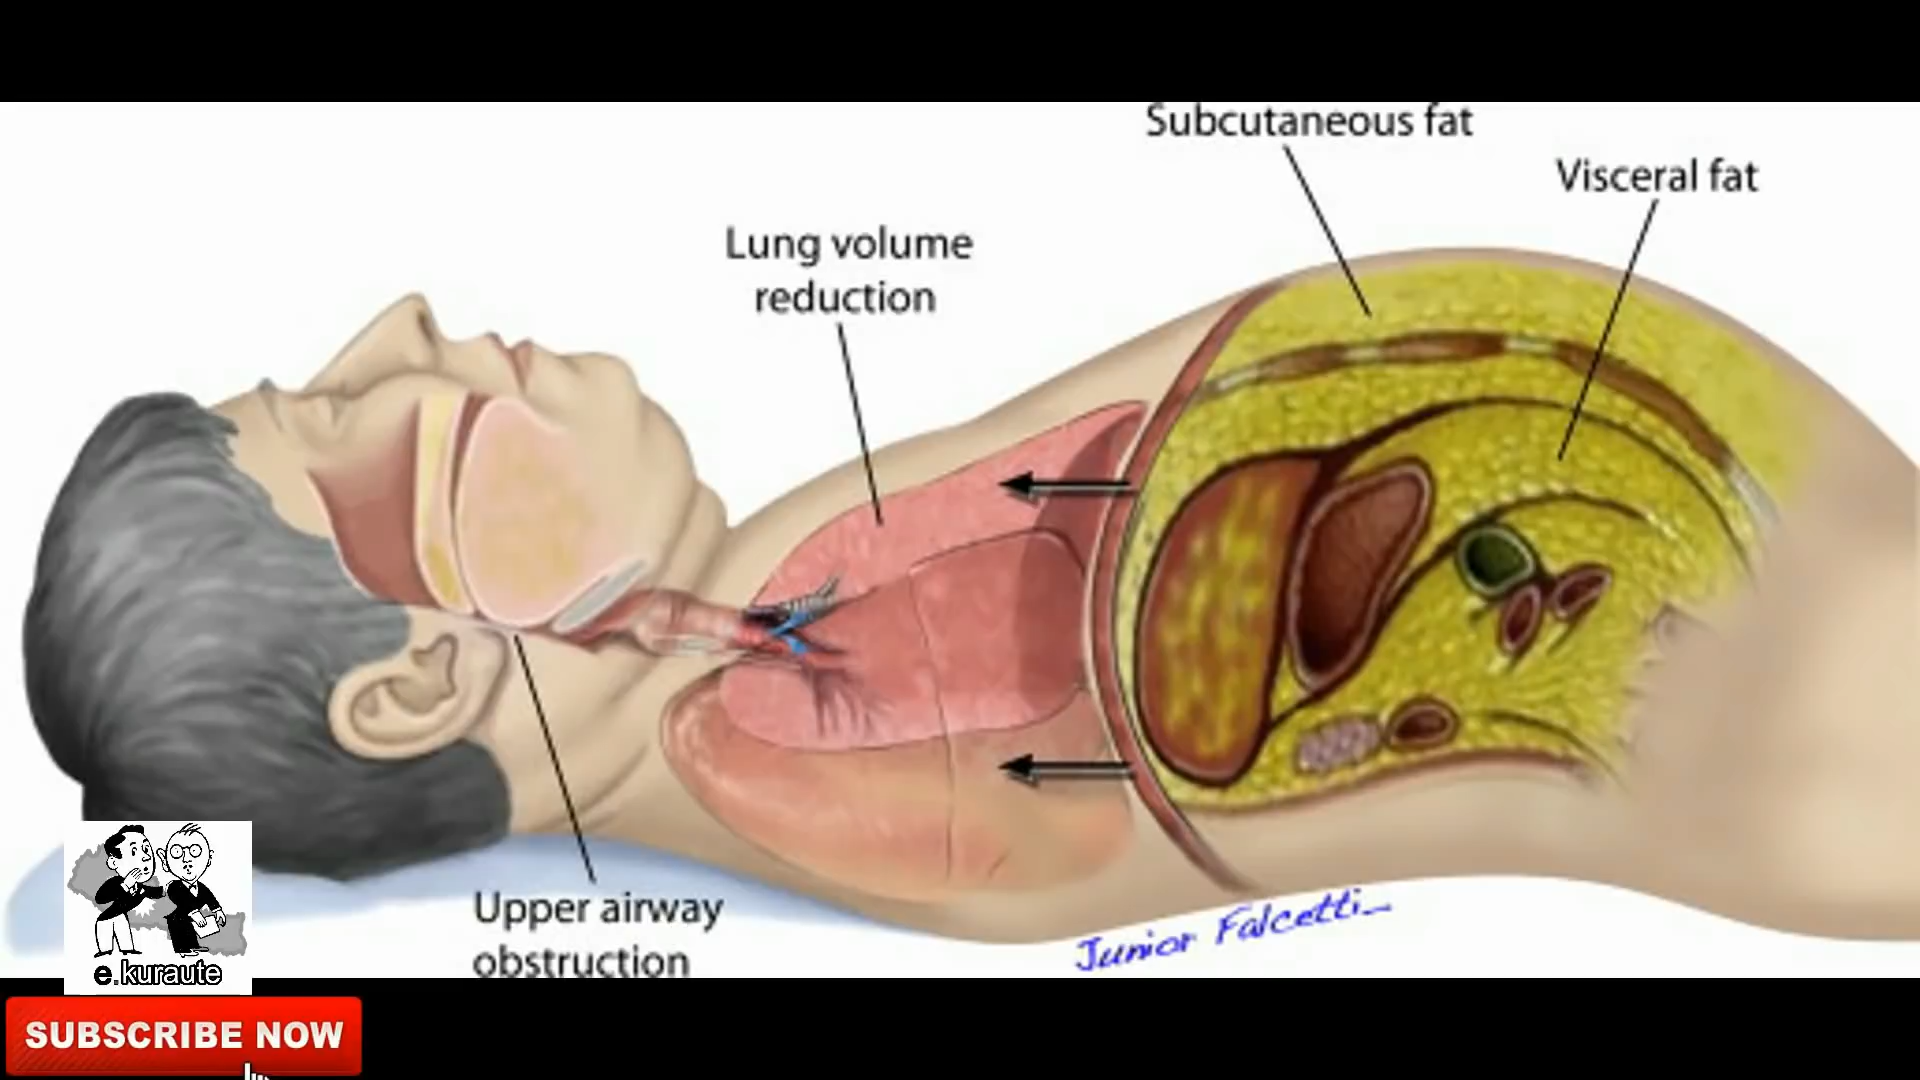 Subcutaneous fat
Visceral fat
Lung volume
reduction
Upper airway
obstruction
Junior Falcetti
e.kuraute
SUBSCRIBE NOW